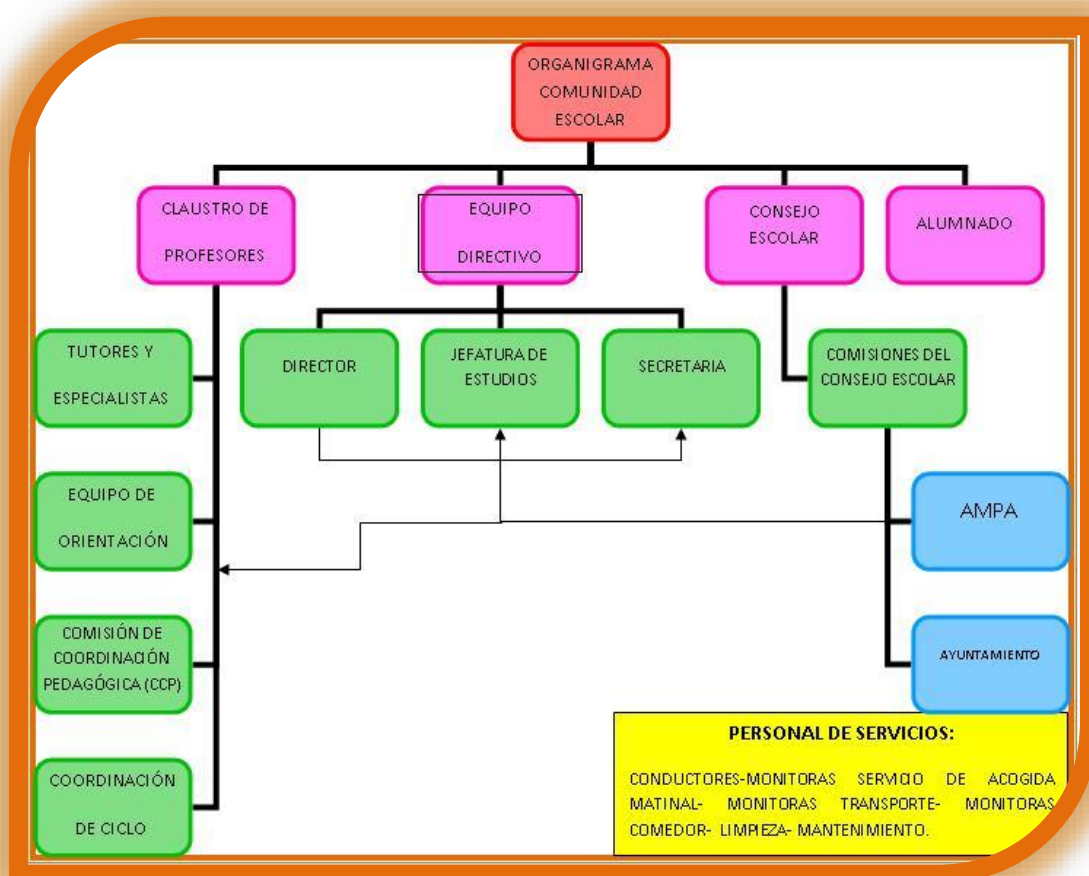 ORGANIGRAMA
COMUNIDAD
ESCOLAR
CLAUSTRO DE
PROFESORES
EQUIPO
DIRECTIVO
CONSEJO
ESCOLAR
ALUMNADO
TUTORES Y
ESPECIALISTAS
DIRECTOR
JEFATURA DE
ESTUDIOS
SECRETARIA
COMISIONES DEL
CONSEJO ESCOLAR
EQUIPO DE
ORIENTACIÓN
AMPA
COMISIÓN DE
COORDINACIÓN
PEDAGÓGICA (CCP)
AYUNTAMIENTO
COORDINACIÓN
DE CICLO
PERSONAL DE SERVICIOS:
CONDUCTORES-MONITORAS SERVICIO DE ACOGIDA
MATINAL- MONITORAS TRANSPORTE- MONITORAS
COMEDOR- LIMPIEZA- MANTENIMIENTO.